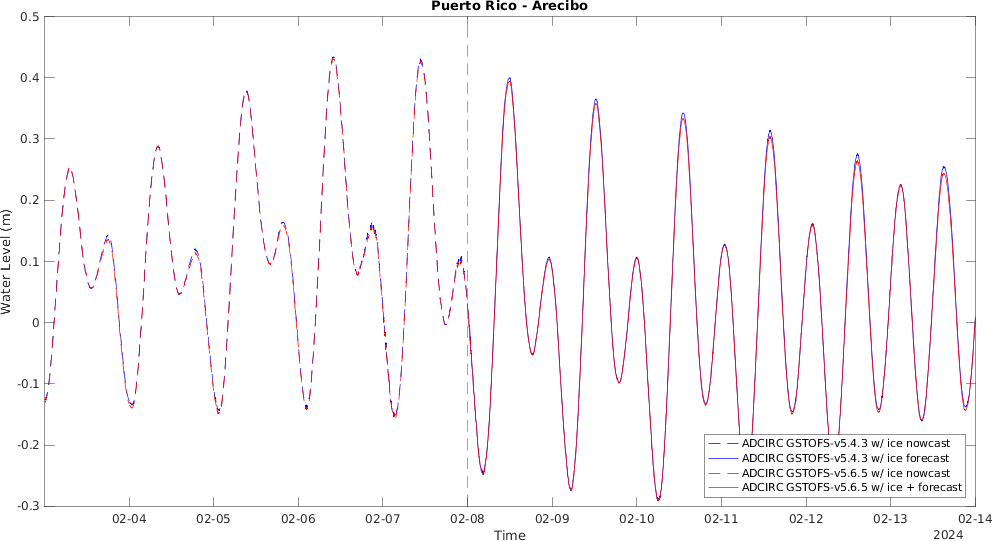 Puerto Rico - Arecibo
0.5
0.4
0.3
0.2
0.1
0
-0.1
-0.2
-0.3
Water Level (m)
ADCIRC GSTOFS-v5.4.3 w/ ice nowcast
ADCIRC GSTOFS-v5.4.3 w/ ice forecast
ADCIRC GSTOFS-v5.6.5 w/ ice nowcast
ADCIRC GSTOFS-v5.6.5 w/ ice + forecast
02-04 02-05 02-06 02-07 02-08 02-09 02-10 02-11 02-12 02-13 02-14
Time
2024